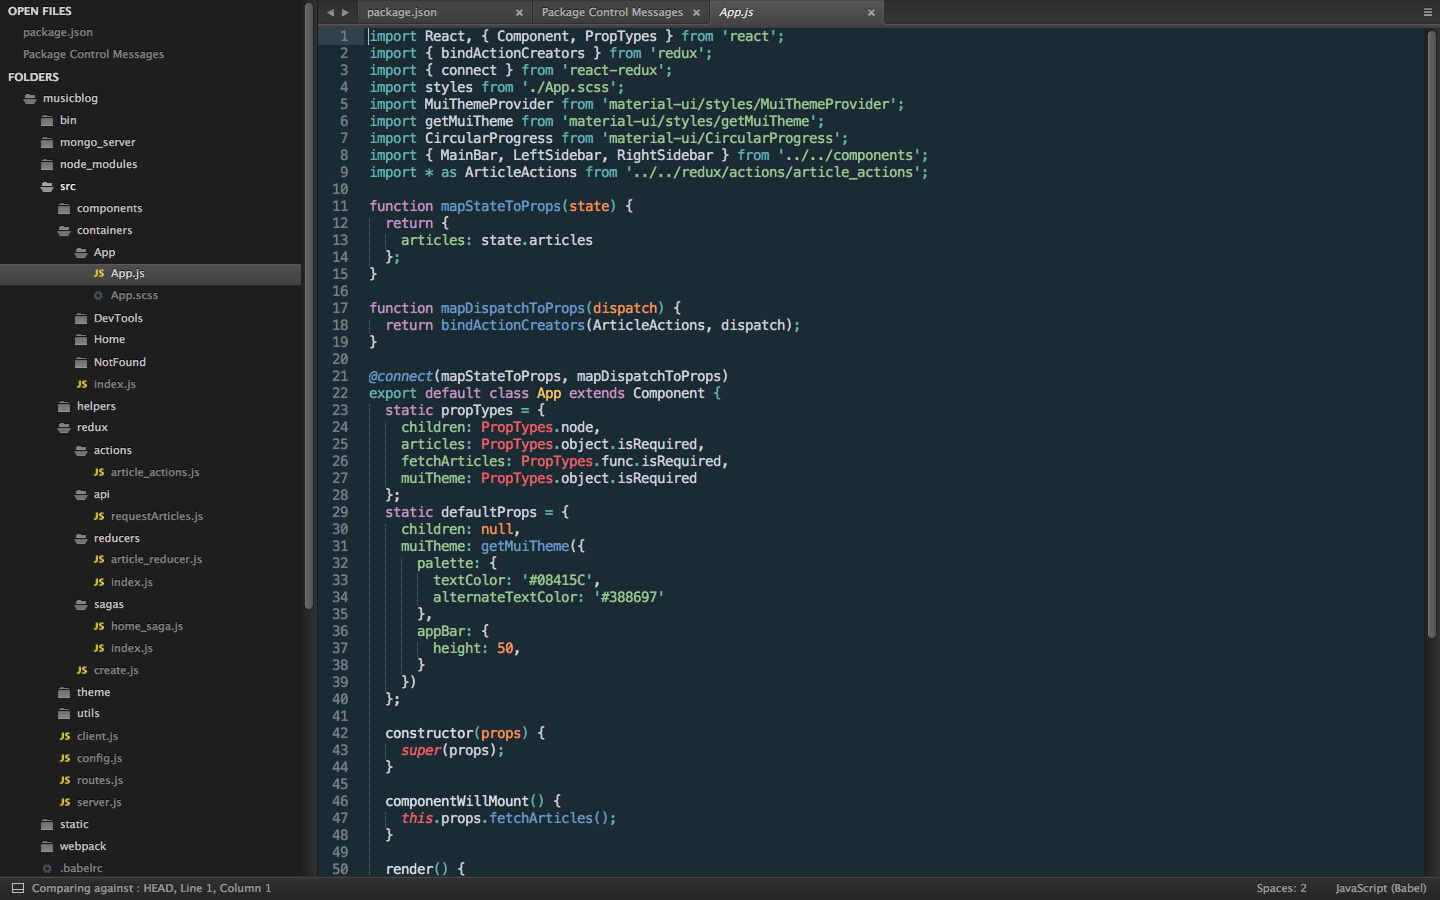 OPEN FILES
package.json
Package Control Messages
FOLDERS
musicblog
bin
mongo_server
node_modules
src
components
containers
App
JS App.js
App.scss
DevTools
Home
NotFound
JS index.js
helpers
redux
actions
JS article_actions.js
api
JS requestArticles.js
reducers
JS article_reducer.js
JS index.js
sagas
JS home_saga.js
JS index.js
JS create.js
theme
utils
JS client.js
JS config.js
JS routes.js
JS server.js
static
webpack
.babelrc
package.json × Package Control Messages × App.js ×
1 import React, { Component, PropTypes } from 'react';
2 import { bindActionCreators } from 'redux';
3 import { connect } from 'react-redux';
4 import styles from './App.scss';
5 import MuiThemeProvider from 'material-ui/styles/MuiThemeProvider';
6 import getMuiTheme from 'material-ui/styles/getMuiTheme';
7 import CircularProgress from 'material-ui/CircularProgress';
8 import { MainBar, LeftSidebar, RightSidebar } from '../../components';
9 import * as ArticleActions from '../../redux/actions/article_actions';
10
11 function mapStateToProps(state) {
12   return {
13     articles: state.articles
14   };
15 }
16
17 function mapDispatchToProps(dispatch) {
18   return bindActionCreators(ArticleActions, dispatch);
19 }
20
21 @connect(mapStateToProps, mapDispatchToProps)
22 export default class App extends Component {
23   static propTypes = {
24     children: PropTypes.node,
25     articles: PropTypes.object.isRequired,
26     fetchArticles: PropTypes.func.isRequired,
27     muiTheme: PropTypes.object.isRequired
28   };
29   static defaultProps = {
30     children: null,
31     muiTheme: getMuiTheme({
32       palette: {
33         textColor: '#08415C',
34         alternateTextColor: '#388697'
35       },
36       appBar: {
37         height: 50,
38       }
39     })
40   };
41
42   constructor(props) {
43     super(props);
44   }
45
46   componentWillMount() {
47     this.props.fetchArticles();
48   }
49
50   render() {
Comparing against : HEAD, Line 1, Column 1
Spaces: 2 JavaScript (Babel)